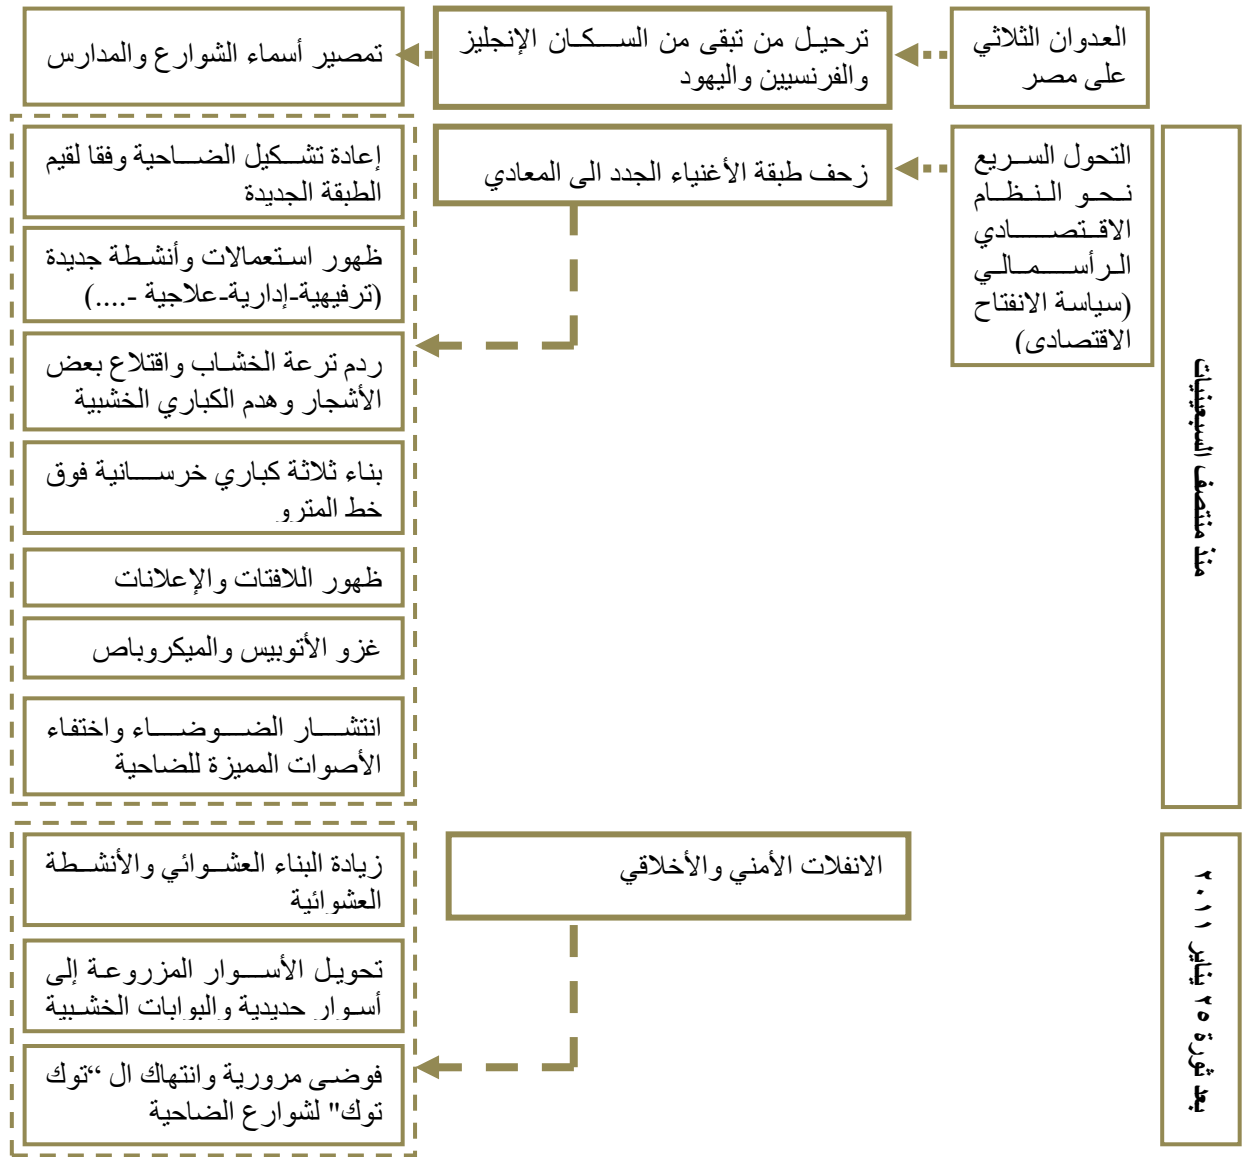 العدوان الثلاثي
على مصر
ترحيل من تبقى من السكان الإنجليز
والفرنسيين واليهود
تمصير أسماء الشوارع والمدارس
منذ منتصف السبعينيات
التحول السريع
نحو النظام
الاقتصادي
الرأسمالي
(سياسة الانفتاح
الاقتصادى)
زحف طبقة الأغنياء الجدد الى المعادي
إعادة تشكيل الضاحية وفقا لقيم
الطبقة الجديدة
ظهور استعمالات وأنشطة جديدة
(ترفيهية-إدارية-علاجية -....)
ردم ترعة الخشاب واقتلاع بعض
الأشجار وهدم الكباري الخشبية
بناء ثلاثة كباري خرسانية فوق
خط المترو
ظهور اللافتات والإعلانات
غزو الأتوبيس والميكروباص
انتشار الضوضاء واختفاء
الأصوات المميزة للضاحية
بعد ثورة ٢٥ يناير ٢٠١١
الانفلات الأمني والأخلاقي
زيادة البناء العشوائي والأنشطة
العشوائية
تحويل الأسوار المزروعة إلى
أسوار حديدية والبوابات الخشبية
فوضى مرورية وانتهاك ال “توك
توك" لشوارع الضاحية